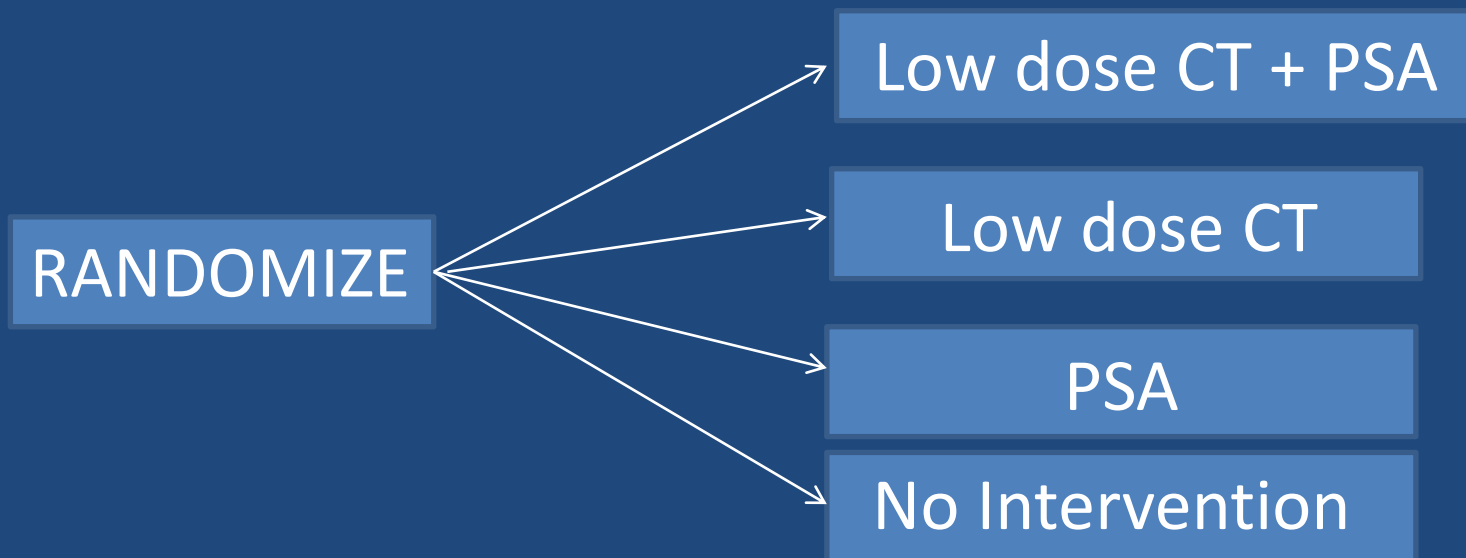 RANDOMIZE
Low dose CT + PSA
Low dose CT
PSA
No Intervention